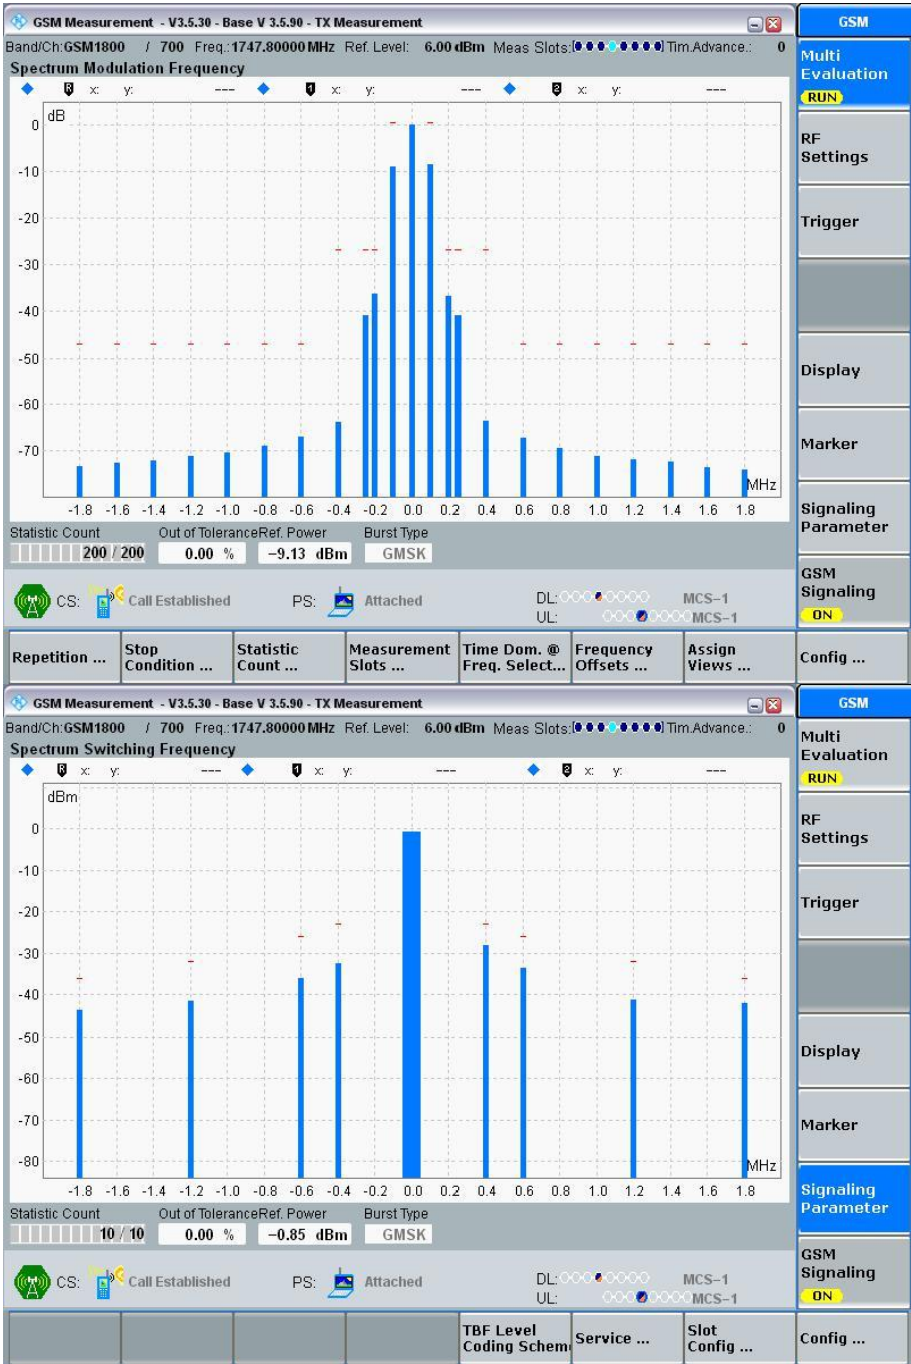 GSM Measurement - V3.5.30 - Base V 3.5.90 - TX Measurement
GSM
Band/Ch:GSM1800 / 700 Freq.:1747.80000 MHz Ref. Level: 6.00 dBm Meas Slots: Tim.Advance.: 0
Spectrum Modulation Frequency
R x: y: --- 1 x: y: --- 2 x: y: ---
dB
0
-10
-20
-30
-40
-50
-60
-70
MHz
-1.8 -1.6 -1.4 -1.2 -1.0 -0.8 -0.6 -0.4 -0.2 0.0 0.2 0.4 0.6 0.8 1.0 1.2 1.4 1.6 1.8
Statistic Count Out of Tolerance Ref. Power Burst Type
200 / 200 0.00 % -9.13 dBm GMSK
CS: Call Established PS: Attached DL: MCS-1
UL: MCS-1
Multi
Evaluation
RUN
RF
Settings
Trigger
Display
Marker
Signaling
Parameter
GSM
Signaling
ON
Repetition ... Stop Condition ... Statistic Count ... Measurement Slots ... Time Dom. @ Freq. Select... Frequency Offsets ... Assign Views ... Config ...
GSM Measurement - V3.5.30 - Base V 3.5.90 - TX Measurement
GSM
Band/Ch:GSM1800 / 700 Freq.:1747.80000 MHz Ref. Level: 6.00 dBm Meas Slots: Tim.Advance.: 0
Spectrum Switching Frequency
R x: y: --- 1 x: y: --- 2 x: y: ---
dBm
0
-10
-20
-30
-40
-50
-60
-70
-80
MHz
-1.8 -1.6 -1.4 -1.2 -1.0 -0.8 -0.6 -0.4 -0.2 0.0 0.2 0.4 0.6 0.8 1.0 1.2 1.4 1.6 1.8
Statistic Count Out of Tolerance Ref. Power Burst Type
10 / 10 0.00 % -0.85 dBm GMSK
CS: Call Established PS: Attached DL: MCS-1
UL: MCS-1
Multi
Evaluation
RUN
RF
Settings
Trigger
Display
Marker
Signaling
Parameter
GSM
Signaling
ON
TBF Level Coding Schem Service ... Slot Config ... Config ...